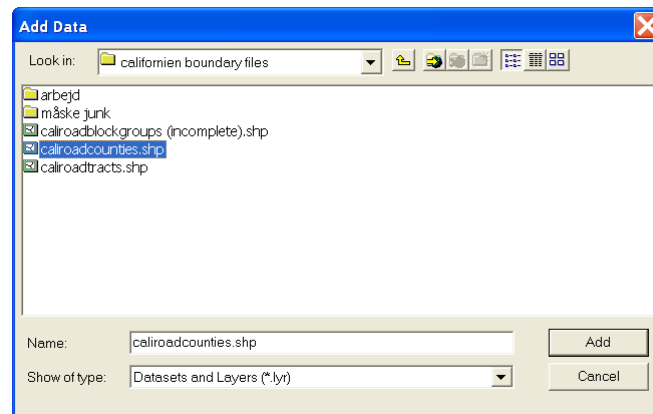 Add Data
Look in: californien boundary files
arbejd
måske junk
caliroadblockgroups (incomplete).shp
caliroadcounties.shp
caliroadtracts.shp
Name: caliroadcounties.shp Add
Show of type: Datasets and Layers (*.lyr) Cancel